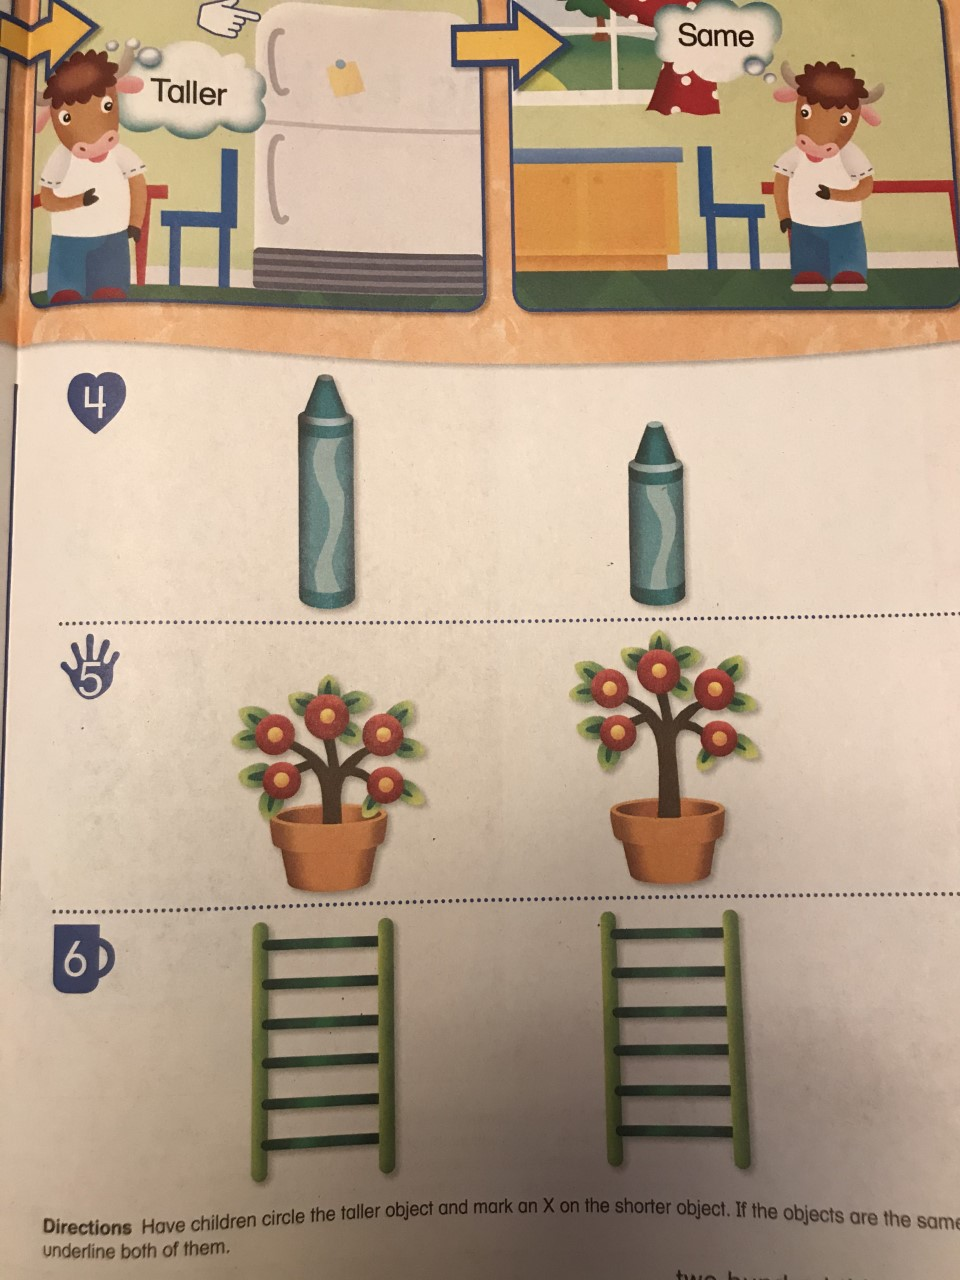 Taller
Same
4
5
6
Directions Have children circle the taller object and mark an X on the shorter object. If the objects are the same
underline both of them.
two